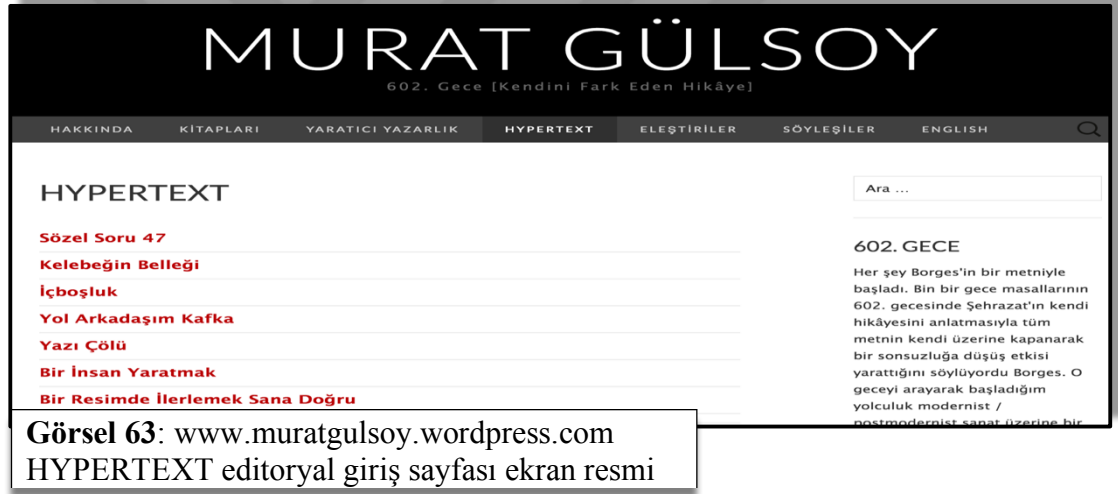 MURAT GÜLSOY
602. Gece [Kendini Fark Eden Hikâye]
HAKKINDA KİTAPLARI YARATICI YAZARLIK HYPERTEXT ELEŞTİRİLER SÖYLEŞİLER ENGLISH
HYPERTEXT
Sözel Soru 47
Kelebeğin Belleği
İçboşluk
Yol Arkadaşım Kafka
Yazı Çölü
Bir İnsan Yaratmak
Bir Resimde İlerlemek Sana Doğru
Ara ...
602. GECE
Her şey Borges'in bir metniyle
başladı. Bin bir gece masallarının
602. gecesinde Şehrazat'ın kendi
hikâyesini anlatmasıyla tüm
metnin kendi üzerine kapanarak
bir sonsuzluğa düşüş etkisi
yarattığını söylüyordu Borges. O
geceyi arayarak başladığım
yolculuk modernist /
postmodernist sanat üzerine bir
Görsel 63: www.muratgulsoy.wordpress.com
HYPERTEXT editoryal giriş sayfası ekran resmi